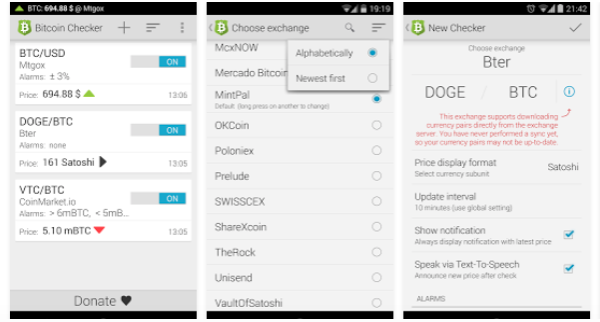 BTC: 694.88 $ @ Mtgox
Bitcoin Checker
BTC/USD
Mtgox
Alarms: ± 3%
ON
Price: 694.88 $
13:06
DOGE/BTC
Bter
Alarms: none
ON
Price: 161 Satoshi
13:05
VTC/BTC
CoinMarket.io
Alarms: > 6mBTC, < 5mB...
ON
Price: 5.10 mBTC
13:05
Donate
19:19
Choose exchange
McxNOW
Alphabetically
Mercado Bitcoin
Newest first
MintPal
Default (long press on another to change)
OKCoin
Poloniex
Prelude
SWISSCEX
ShareXcoin
TheRock
Unisend
VaultOfSatoshi
21:42
New Checker
Choose exchange
Bter
DOGE / BTC
This exchange supports downloading
currency pairs directly from the exchange
server. You have never performed a sync yet,
so your currency pairs may not be up-to-date.
Price display format
Select currency subunit
Satoshi
Update interval
10 minutes (use global setting)
Show notification
Always display notification with latest price
Speak via Text-To-Speech
Announce new price after check
ALARMS